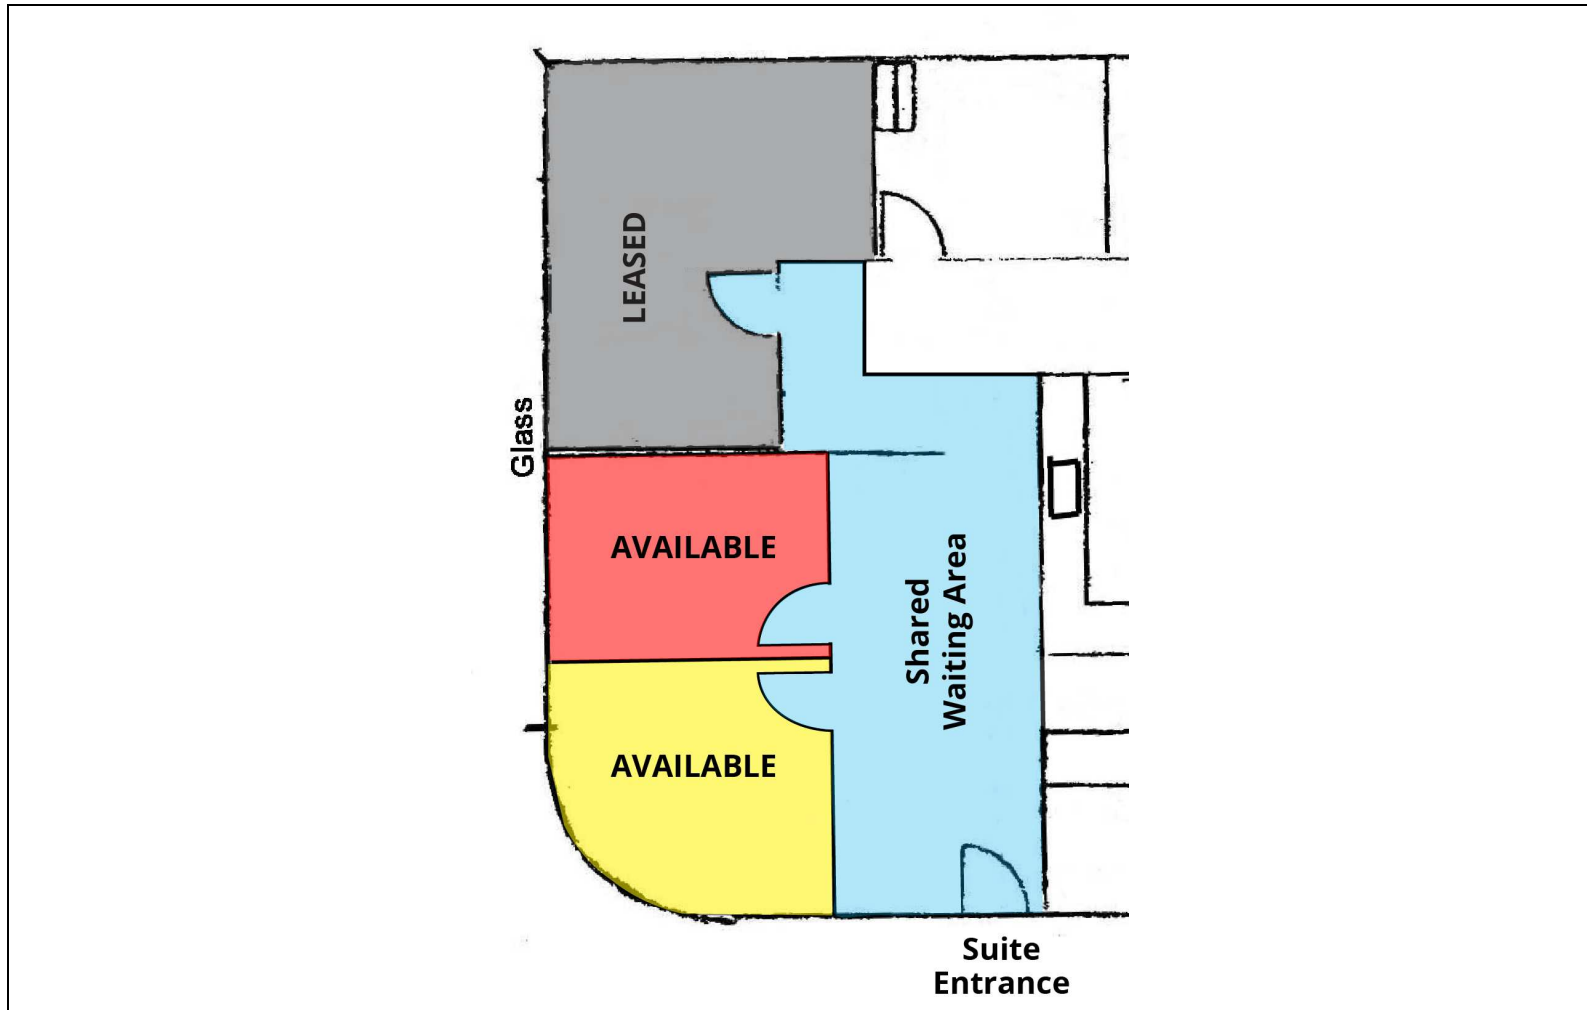 LEASED
Glass
AVAILABLE
Shared
Waiting Area
AVAILABLE
Suite
Entrance